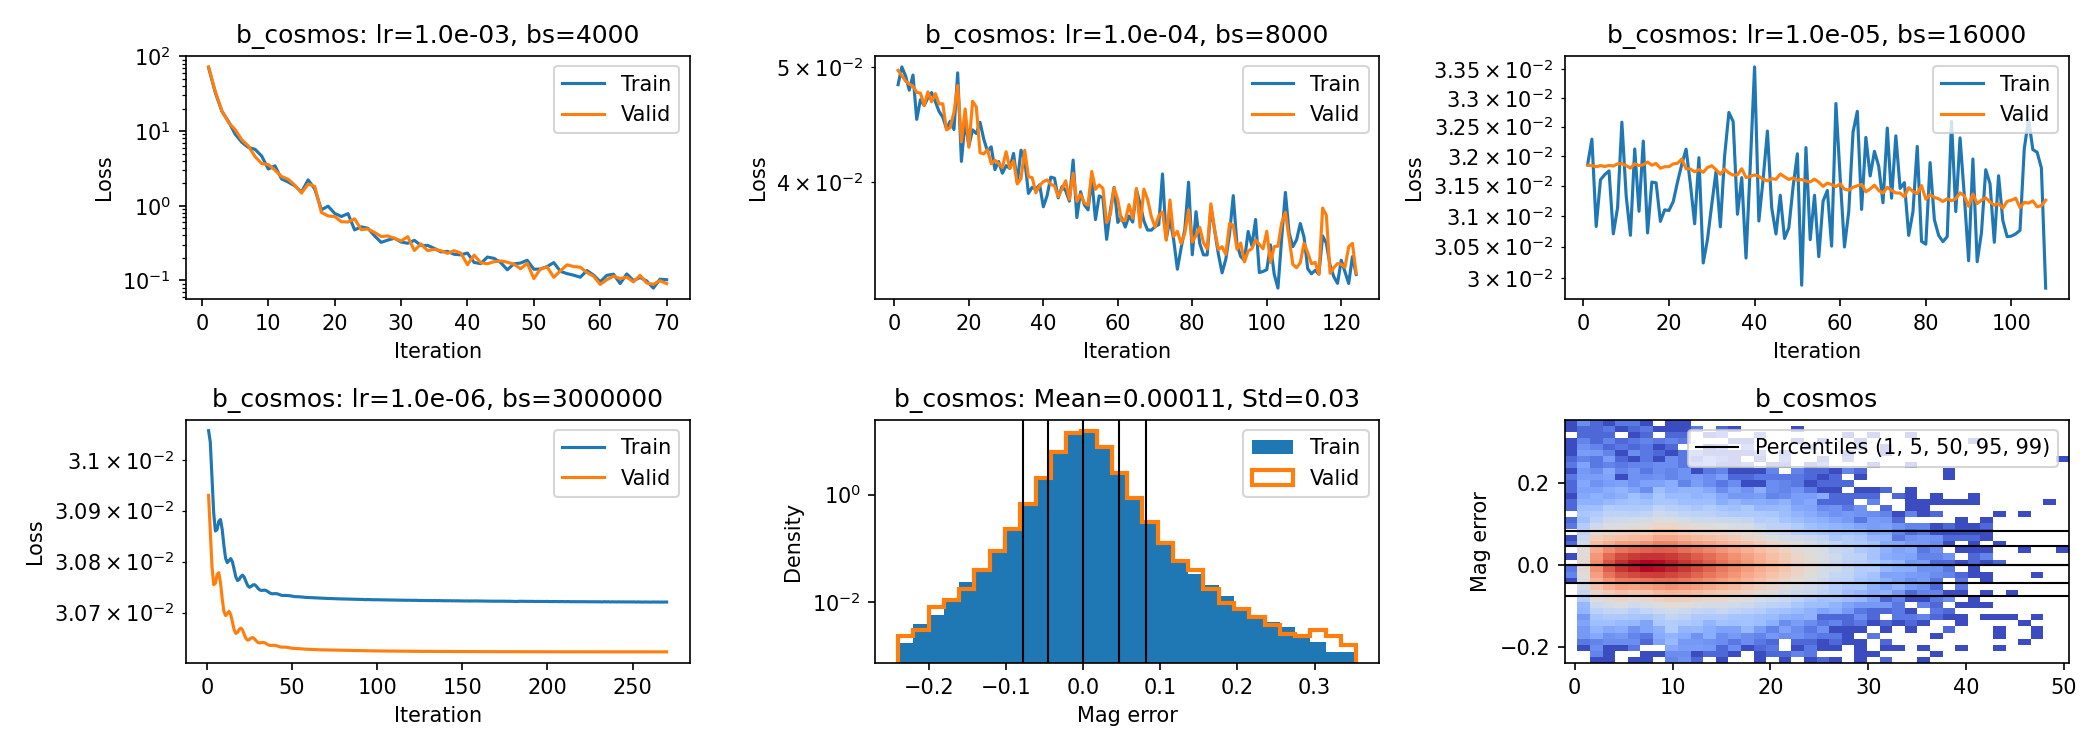 b_cosmos: lr=1.0e-03, bs=4000
10²
10¹
10⁰
10⁻¹
Loss
Train
Valid
0 10 20 30 40 50 60 70
Iteration
b_cosmos: lr=1.0e-04, bs=8000
5 × 10⁻²
4 × 10⁻²
Loss
Train
Valid
0 20 40 60 80 100 120
Iteration
b_cosmos: lr=1.0e-05, bs=16000
3.35 × 10⁻²
3.3 × 10⁻²
3.25 × 10⁻²
3.2 × 10⁻²
3.15 × 10⁻²
3.1 × 10⁻²
3.05 × 10⁻²
3 × 10⁻²
Loss
Train
Valid
0 20 40 60 80 100
Iteration
b_cosmos: lr=1.0e-06, bs=3000000
3.1 × 10⁻²
3.09 × 10⁻²
3.08 × 10⁻²
3.07 × 10⁻²
Loss
Train
Valid
0 50 100 150 200 250
Iteration
b_cosmos: Mean=0.00011, Std=0.03
10⁰
10⁻²
Density
Train
Valid
−0.2 −0.1 0.0 0.1 0.2 0.3
Mag error
b_cosmos
0.2
0.0
−0.2
Mag error
Percentiles (1, 5, 50, 95, 99)
0 10 20 30 40 50